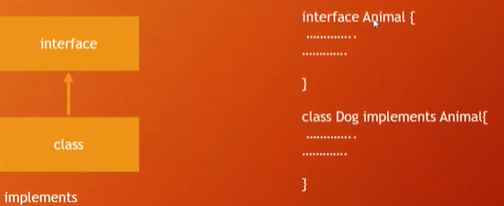 interface
class
implements
interface Animal {
.............. .
.............
}
class Dog implements Animal{
.............. .
.............
}